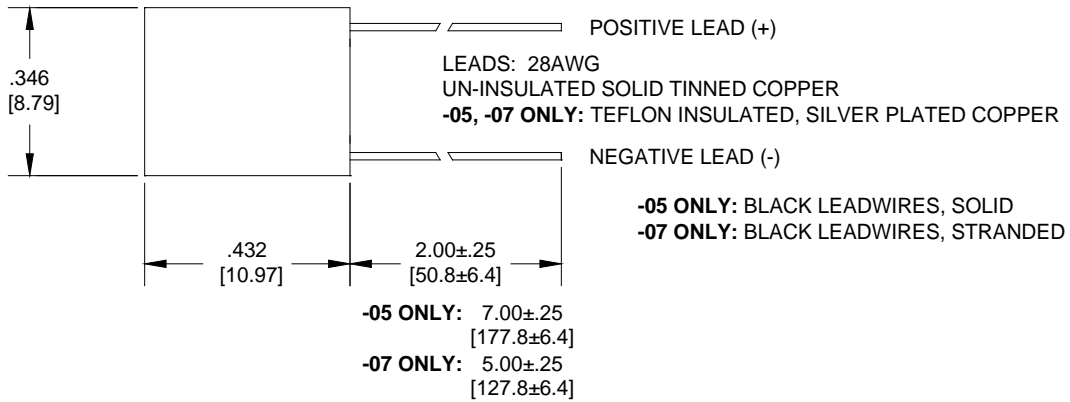 POSITIVE LEAD (+)
.346
[8.79]
LEADS: 28AWG
UN-INSULATED SOLID TINNED COPPER
-05, -07 ONLY: TEFLON INSULATED, SILVER PLATED COPPER
NEGATIVE LEAD (-)
-05 ONLY: BLACK LEADWIRES, SOLID
-07 ONLY: BLACK LEADWIRES, STRANDED
.432
[10.97]
2.00±.25
[50.8±6.4]
-05 ONLY: 7.00±.25
[177.8±6.4]
-07 ONLY: 5.00±.25
[127.8±6.4]